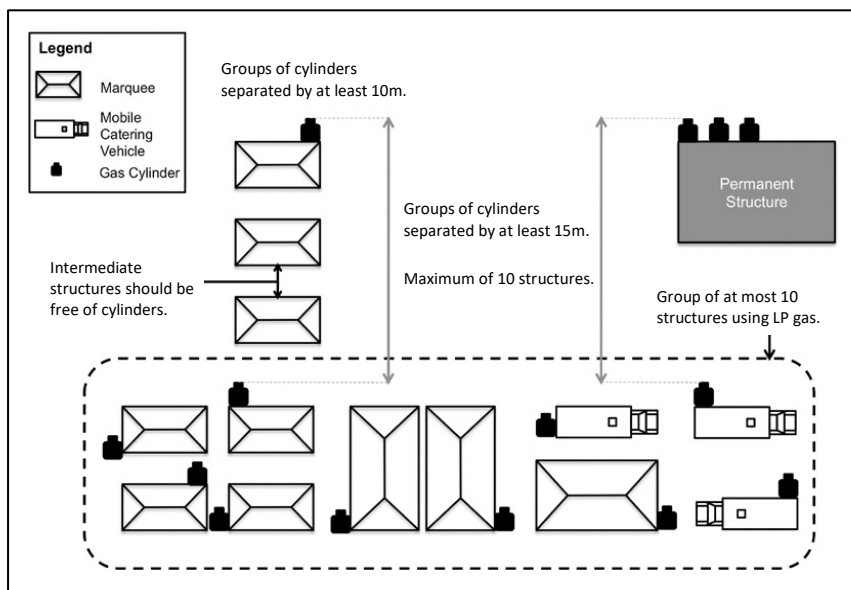 Legend
Marquee
Mobile
Catering
Vehicle
Gas Cylinder
Groups of cylinders
separated by at least 10m.
Permanent
Structure
Groups of cylinders
separated by at least 15m.
Maximum of 10 structures.
Intermediate
structures should be
free of cylinders.
Group of at most 10
structures using LP gas.